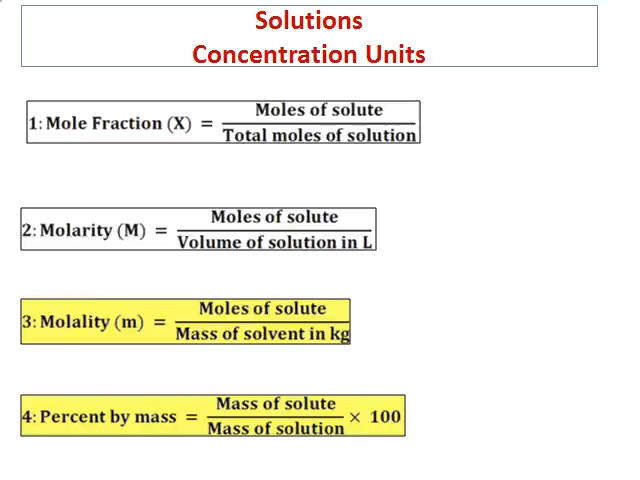 Solutions
Concentration Units
1: Mole Fraction (X) = Moles of solute / Total moles of solution
2: Molarity (M) = Moles of solute / Volume of solution in L
3: Molality (m) = Moles of solute / Mass of solvent in kg
4: Percent by mass = Mass of solute / Mass of solution × 100